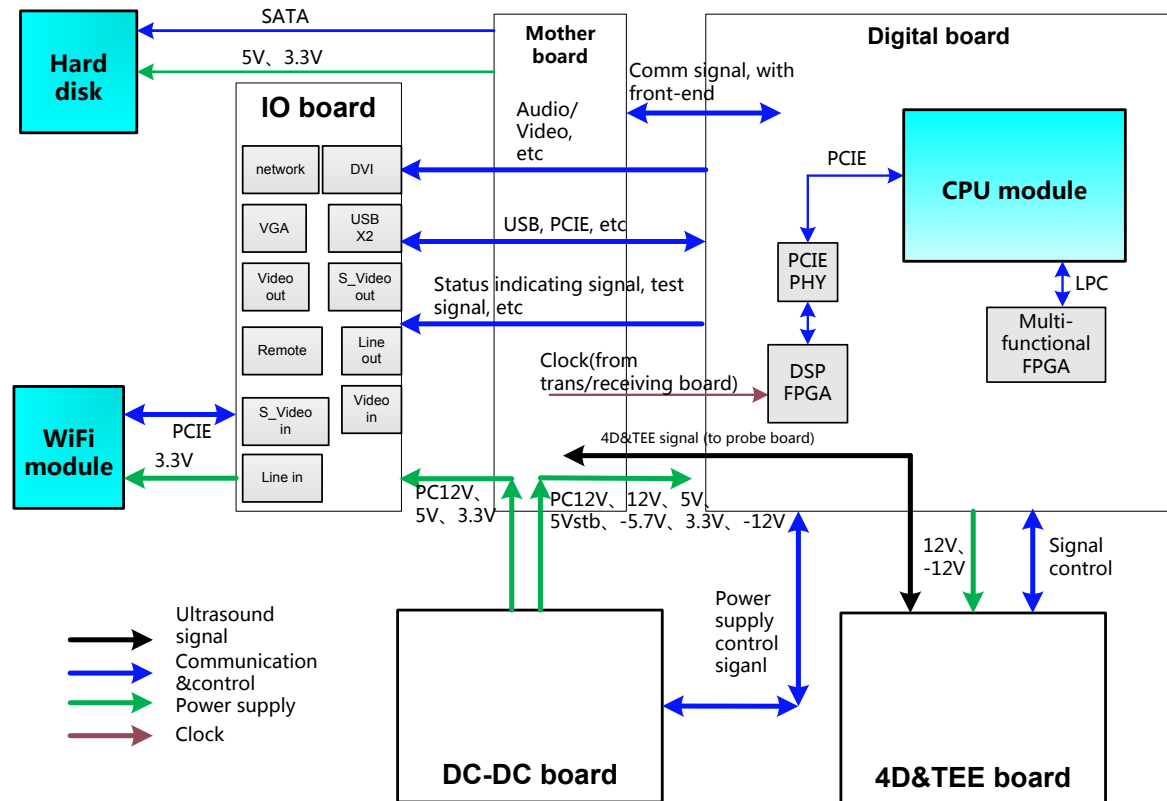 SATA
5V、3.3V
Hard
disk
Mother
board
Digital board
Comm signal, with
front-end
IO board
Audio/
Video,
etc
network
DVI
VGA
USB
X2
Video
out
S_Video
out
Remote
Line
out
S_Video
in
Video
in
Line in
USB, PCIE, etc
Status indicating signal, test
signal, etc
PCIE
CPU module
PCIE
PHY
LPC
Multi-
functional
FPGA
DSP
FPGA
Clock(from
trans/receiving board)
4D&TEE signal (to probe board)
WiFi
module
PCIE
3.3V
PC12V、
5V、3.3V
PC12V、12V、5V、
5Vstb、-5.7V、3.3V、-12V
12V、
-12V
Signal
control
Power
supply
control
siganl
Ultrasound
signal
Communication
&control
Power supply
Clock
DC-DC board
4D&TEE board